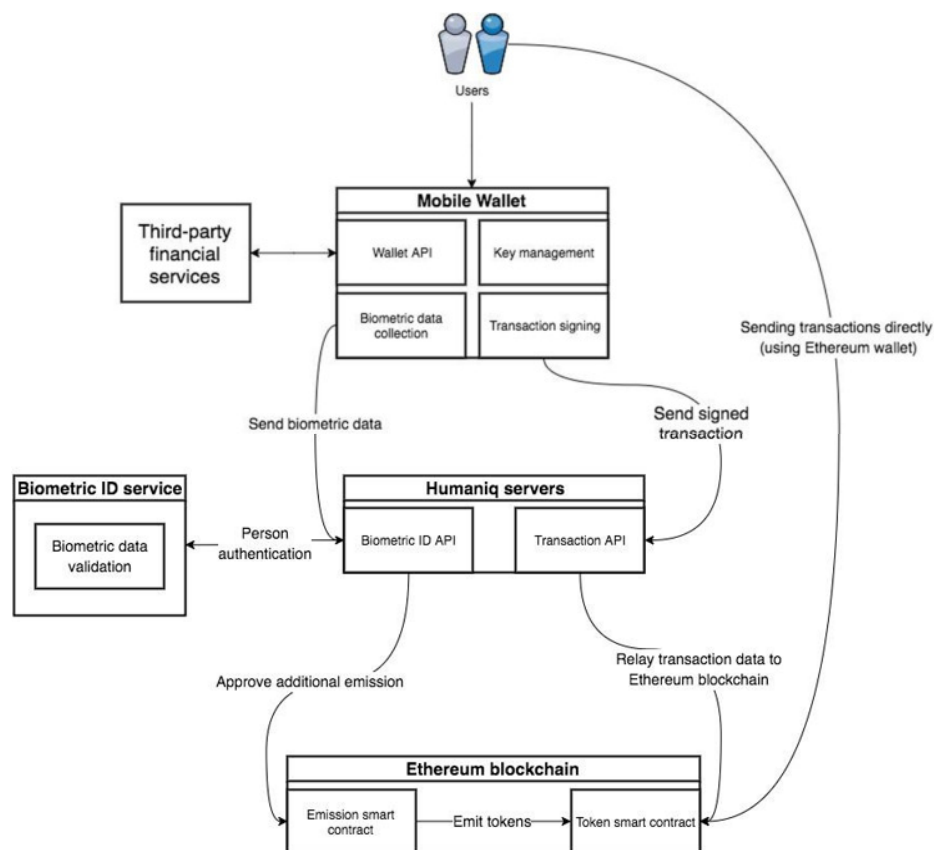 Users
Mobile Wallet
Third-party
financial
services
Wallet API
Key management
Biometric data
collection
Transaction signing
Sending transactions directly
(using Ethereum wallet)
Send biometric data
Send signed
transaction
Biometric ID service
Humaniq servers
Person
authentication
Biometric data
validation
Biometric ID API
Transaction API
Approve additional emission
Relay transaction data to
Ethereum blockchain
Ethereum blockchain
Emission smart
contract
Emit tokens
Token smart contract